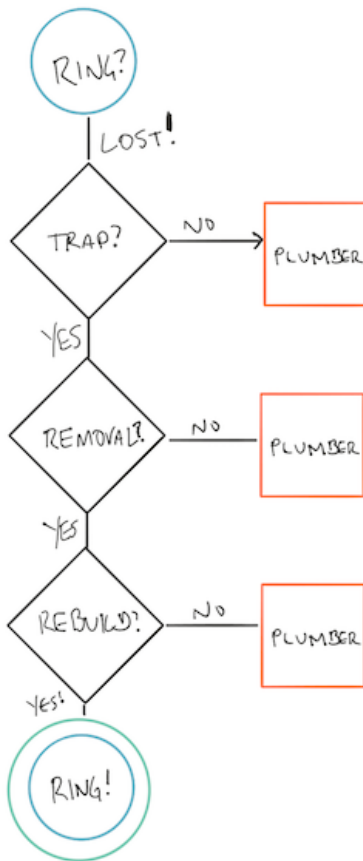 RING?
LOST!
TRAP?
NO
PLUMBER
YES
REMOVAL?
NO
PLUMBER
YES
REBUILD?
NO
PLUMBER
YES!
RING!